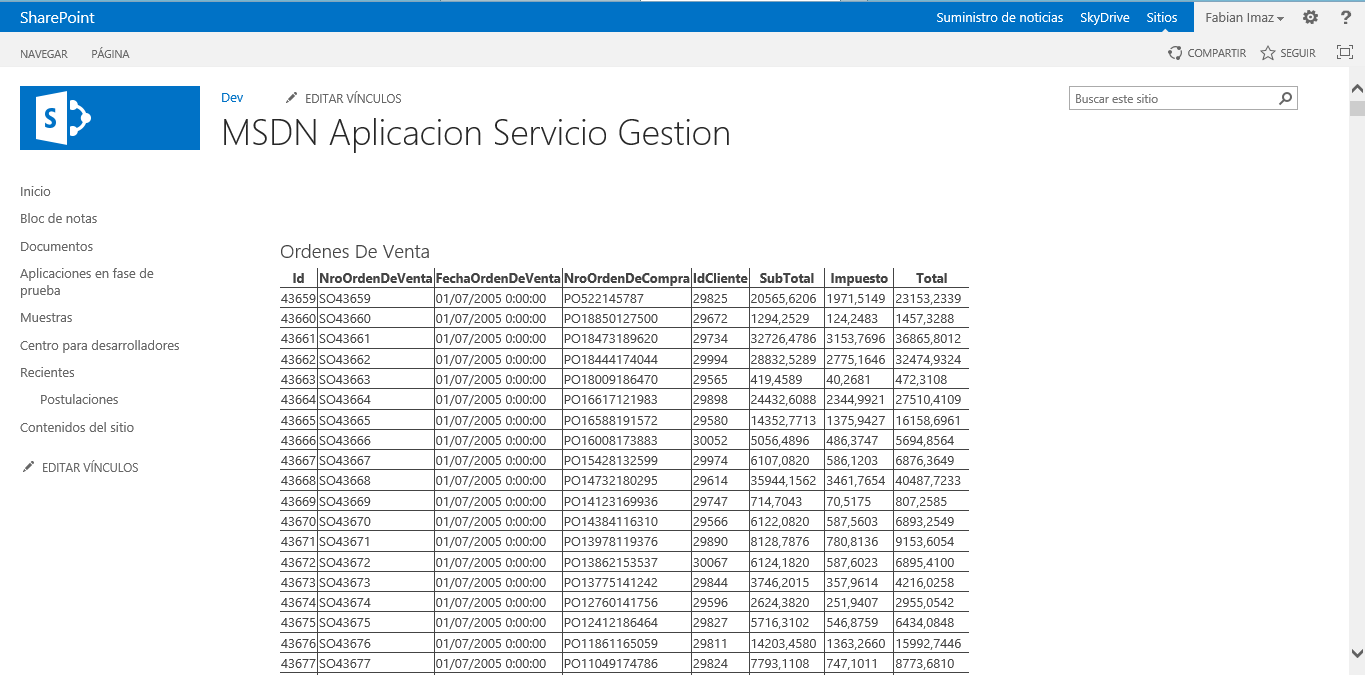 SharePoint Suministro de noticias SkyDrive Sitios Fabian Imaz ?
NAVEGAR PÁGINA COMPARTIR SEGUIR
S
Dev EDITAR VÍNCULOS Buscar este sitio
MSDN Aplicacion Servicio Gestion
Inicio
Bloc de notas
Documentos
Aplicaciones en fase de
prueba
Muestras
Centro para desarrolladores
Recientes
Postulaciones
Contenidos del sitio
EDITAR VÍNCULOS
Ordenes De Venta
Id NroOrdenDeVenta FechaOrdenDeVenta NroOrdenDeCompra IdCliente SubTotal Impuesto Total
43659 SO43659 01/07/2005 0:00:00 PO522145787 29825 20565,6206 1971,5149 23153,2339
43660 SO43660 01/07/2005 0:00:00 PO18850127500 29672 1294,2529 124,2483 1457,3288
43661 SO43661 01/07/2005 0:00:00 PO18473189620 29734 32726,4786 3153,7696 36865,8012
43662 SO43662 01/07/2005 0:00:00 PO18444174044 29994 28832,5289 2775,1646 32474,9324
43663 SO43663 01/07/2005 0:00:00 PO18009186470 29565 419,4589 40,2681 472,3108
43664 SO43664 01/07/2005 0:00:00 PO16617121983 29898 24432,6088 2344,9921 27510,4109
43665 SO43665 01/07/2005 0:00:00 PO16588191572 29580 14352,7713 1375,9427 16158,6961
43666 SO43666 01/07/2005 0:00:00 PO16008173883 30052 5056,4896 486,3747 5694,8564
43667 SO43667 01/07/2005 0:00:00 PO15428132599 29974 6107,0820 586,1203 6876,3649
43668 SO43668 01/07/2005 0:00:00 PO14732180295 29614 35944,1562 3461,7654 40487,7233
43669 SO43669 01/07/2005 0:00:00 PO14123169936 29747 714,7043 70,5175 807,2585
43670 SO43670 01/07/2005 0:00:00 PO14384116310 29566 6122,0820 587,5603 6893,2549
43671 SO43671 01/07/2005 0:00:00 PO13978119376 29890 8128,7876 780,8136 9153,6054
43672 SO43672 01/07/2005 0:00:00 PO13862153537 30067 6124,1820 587,6023 6895,4100
43673 SO43673 01/07/2005 0:00:00 PO13775141242 29844 3746,2015 357,9614 4216,0258
43674 SO43674 01/07/2005 0:00:00 PO12760141756 29596 2624,3820 251,9407 2955,0542
43675 SO43675 01/07/2005 0:00:00 PO12412186464 29827 5716,3102 546,8759 6434,0848
43676 SO43676 01/07/2005 0:00:00 PO11861165059 29811 14203,4580 1363,2660 15992,7446
43677 SO43677 01/07/2005 0:00:00 PO11049174786 29824 7793,1108 747,1011 8773,6810